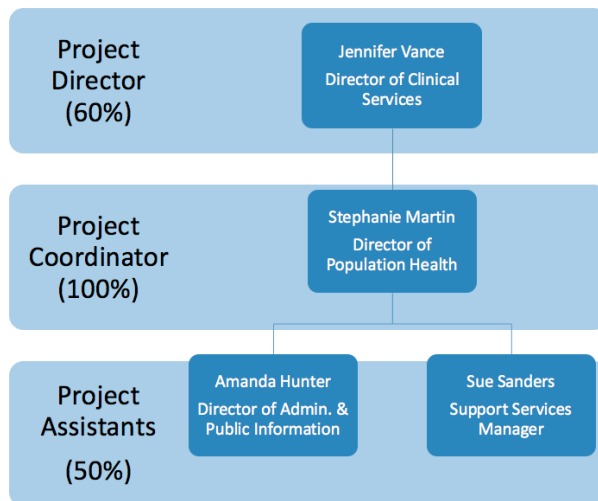 Project
Director
(60%)
Jennifer Vance
Director of Clinical
Services
Project
Coordinator
(100%)
Stephanie Martin
Director of
Population Health
Project
Assistants
(50%)
Amanda Hunter
Director of Admin. &
Public Information
Sue Sanders
Support Services
Manager